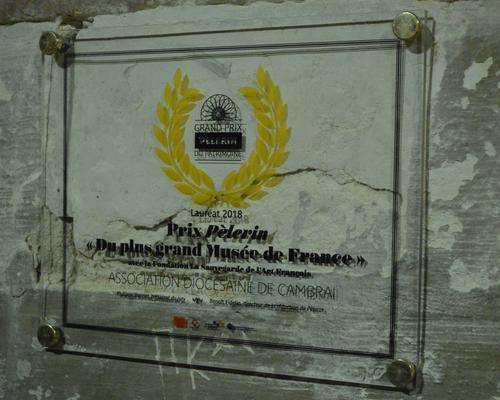 GRAND PRIX
PÈLERIN
DU PATRIMOINE
Lauréat 2018
Prix Pèlerin
« Du plus grand Musée de France »
avec la Fondation La Sauvegarde de l'Art Français
ASSOCIATION DIOCÉSAINE DE CAMBRAI